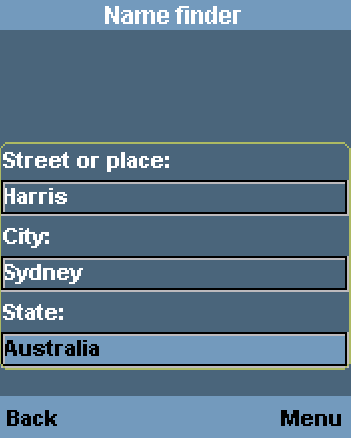 Name finder
Street or place:
Harris
City:
Sydney
State:
Australia
Back
Menu